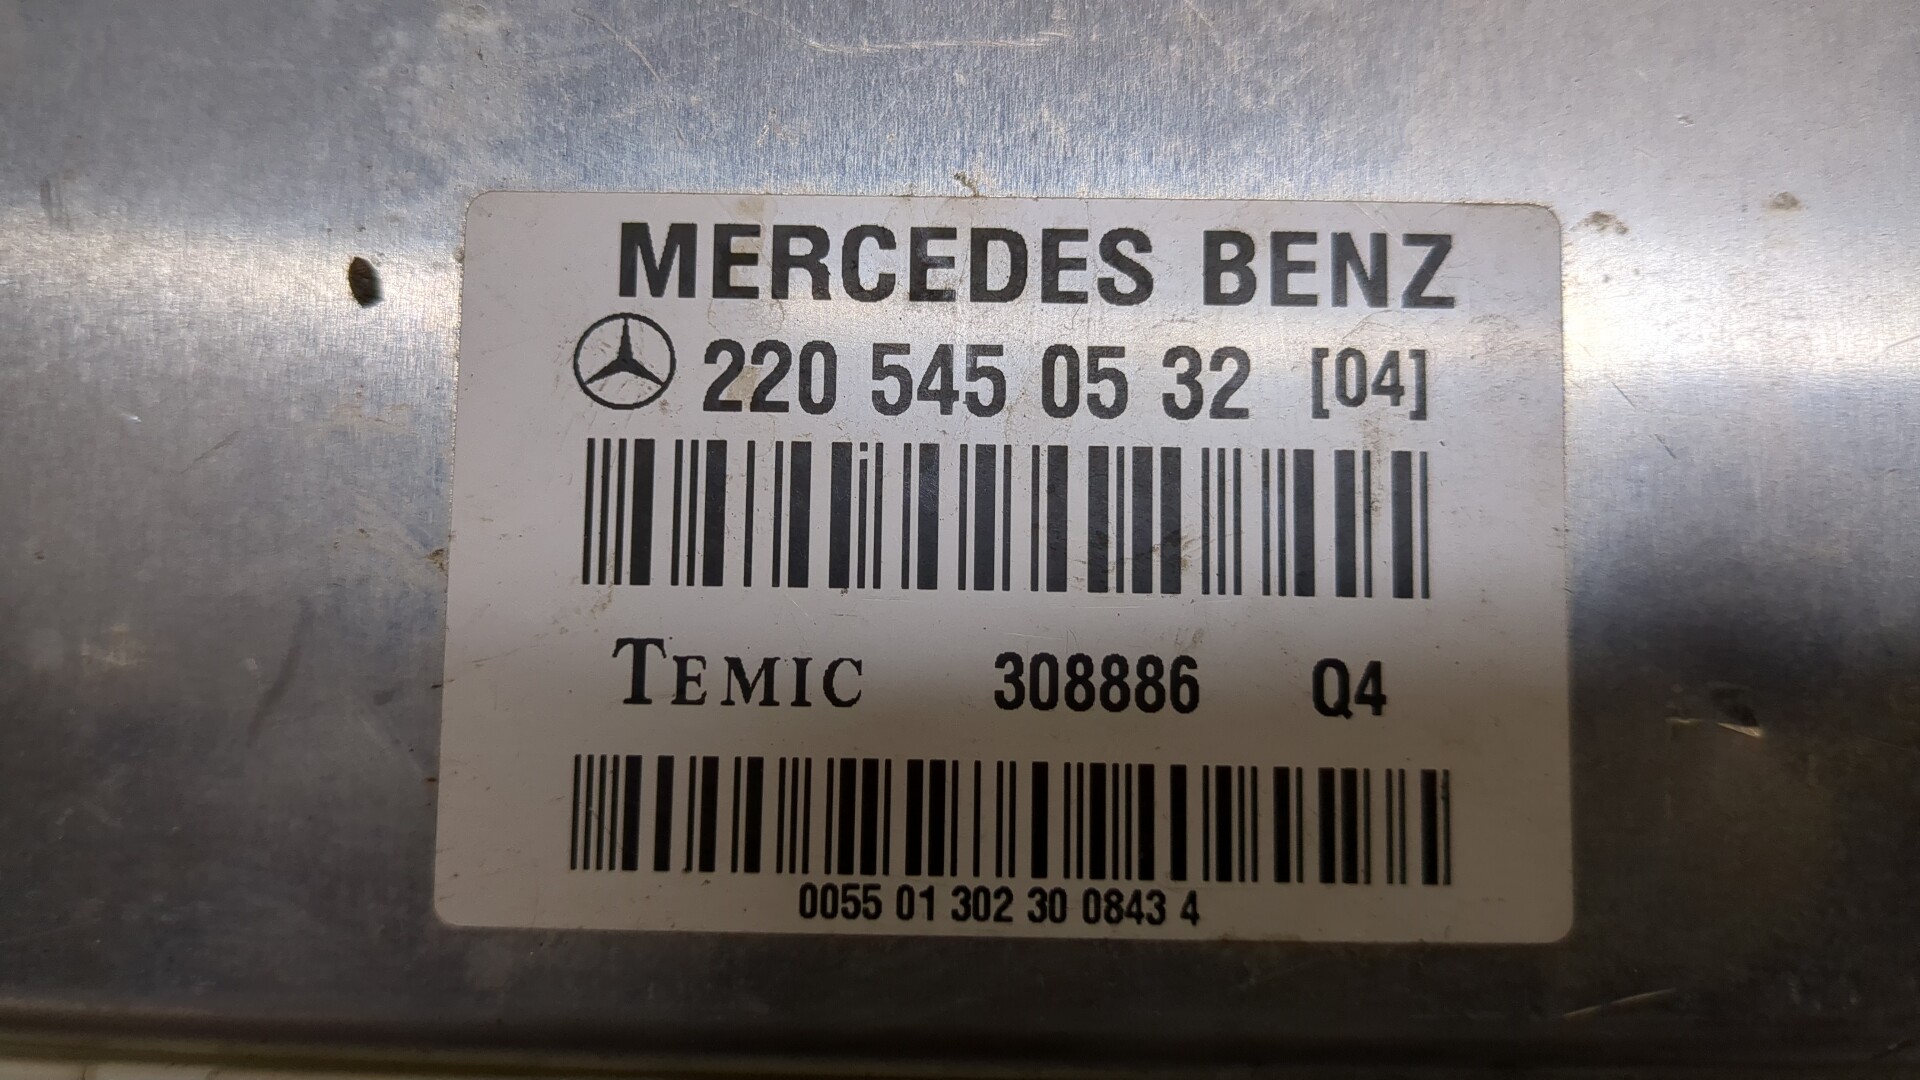 MERCEDES BENZ
220 545 05 32 [04]
TEMIC 308886 Q4
0055 01 302 30 0843 4